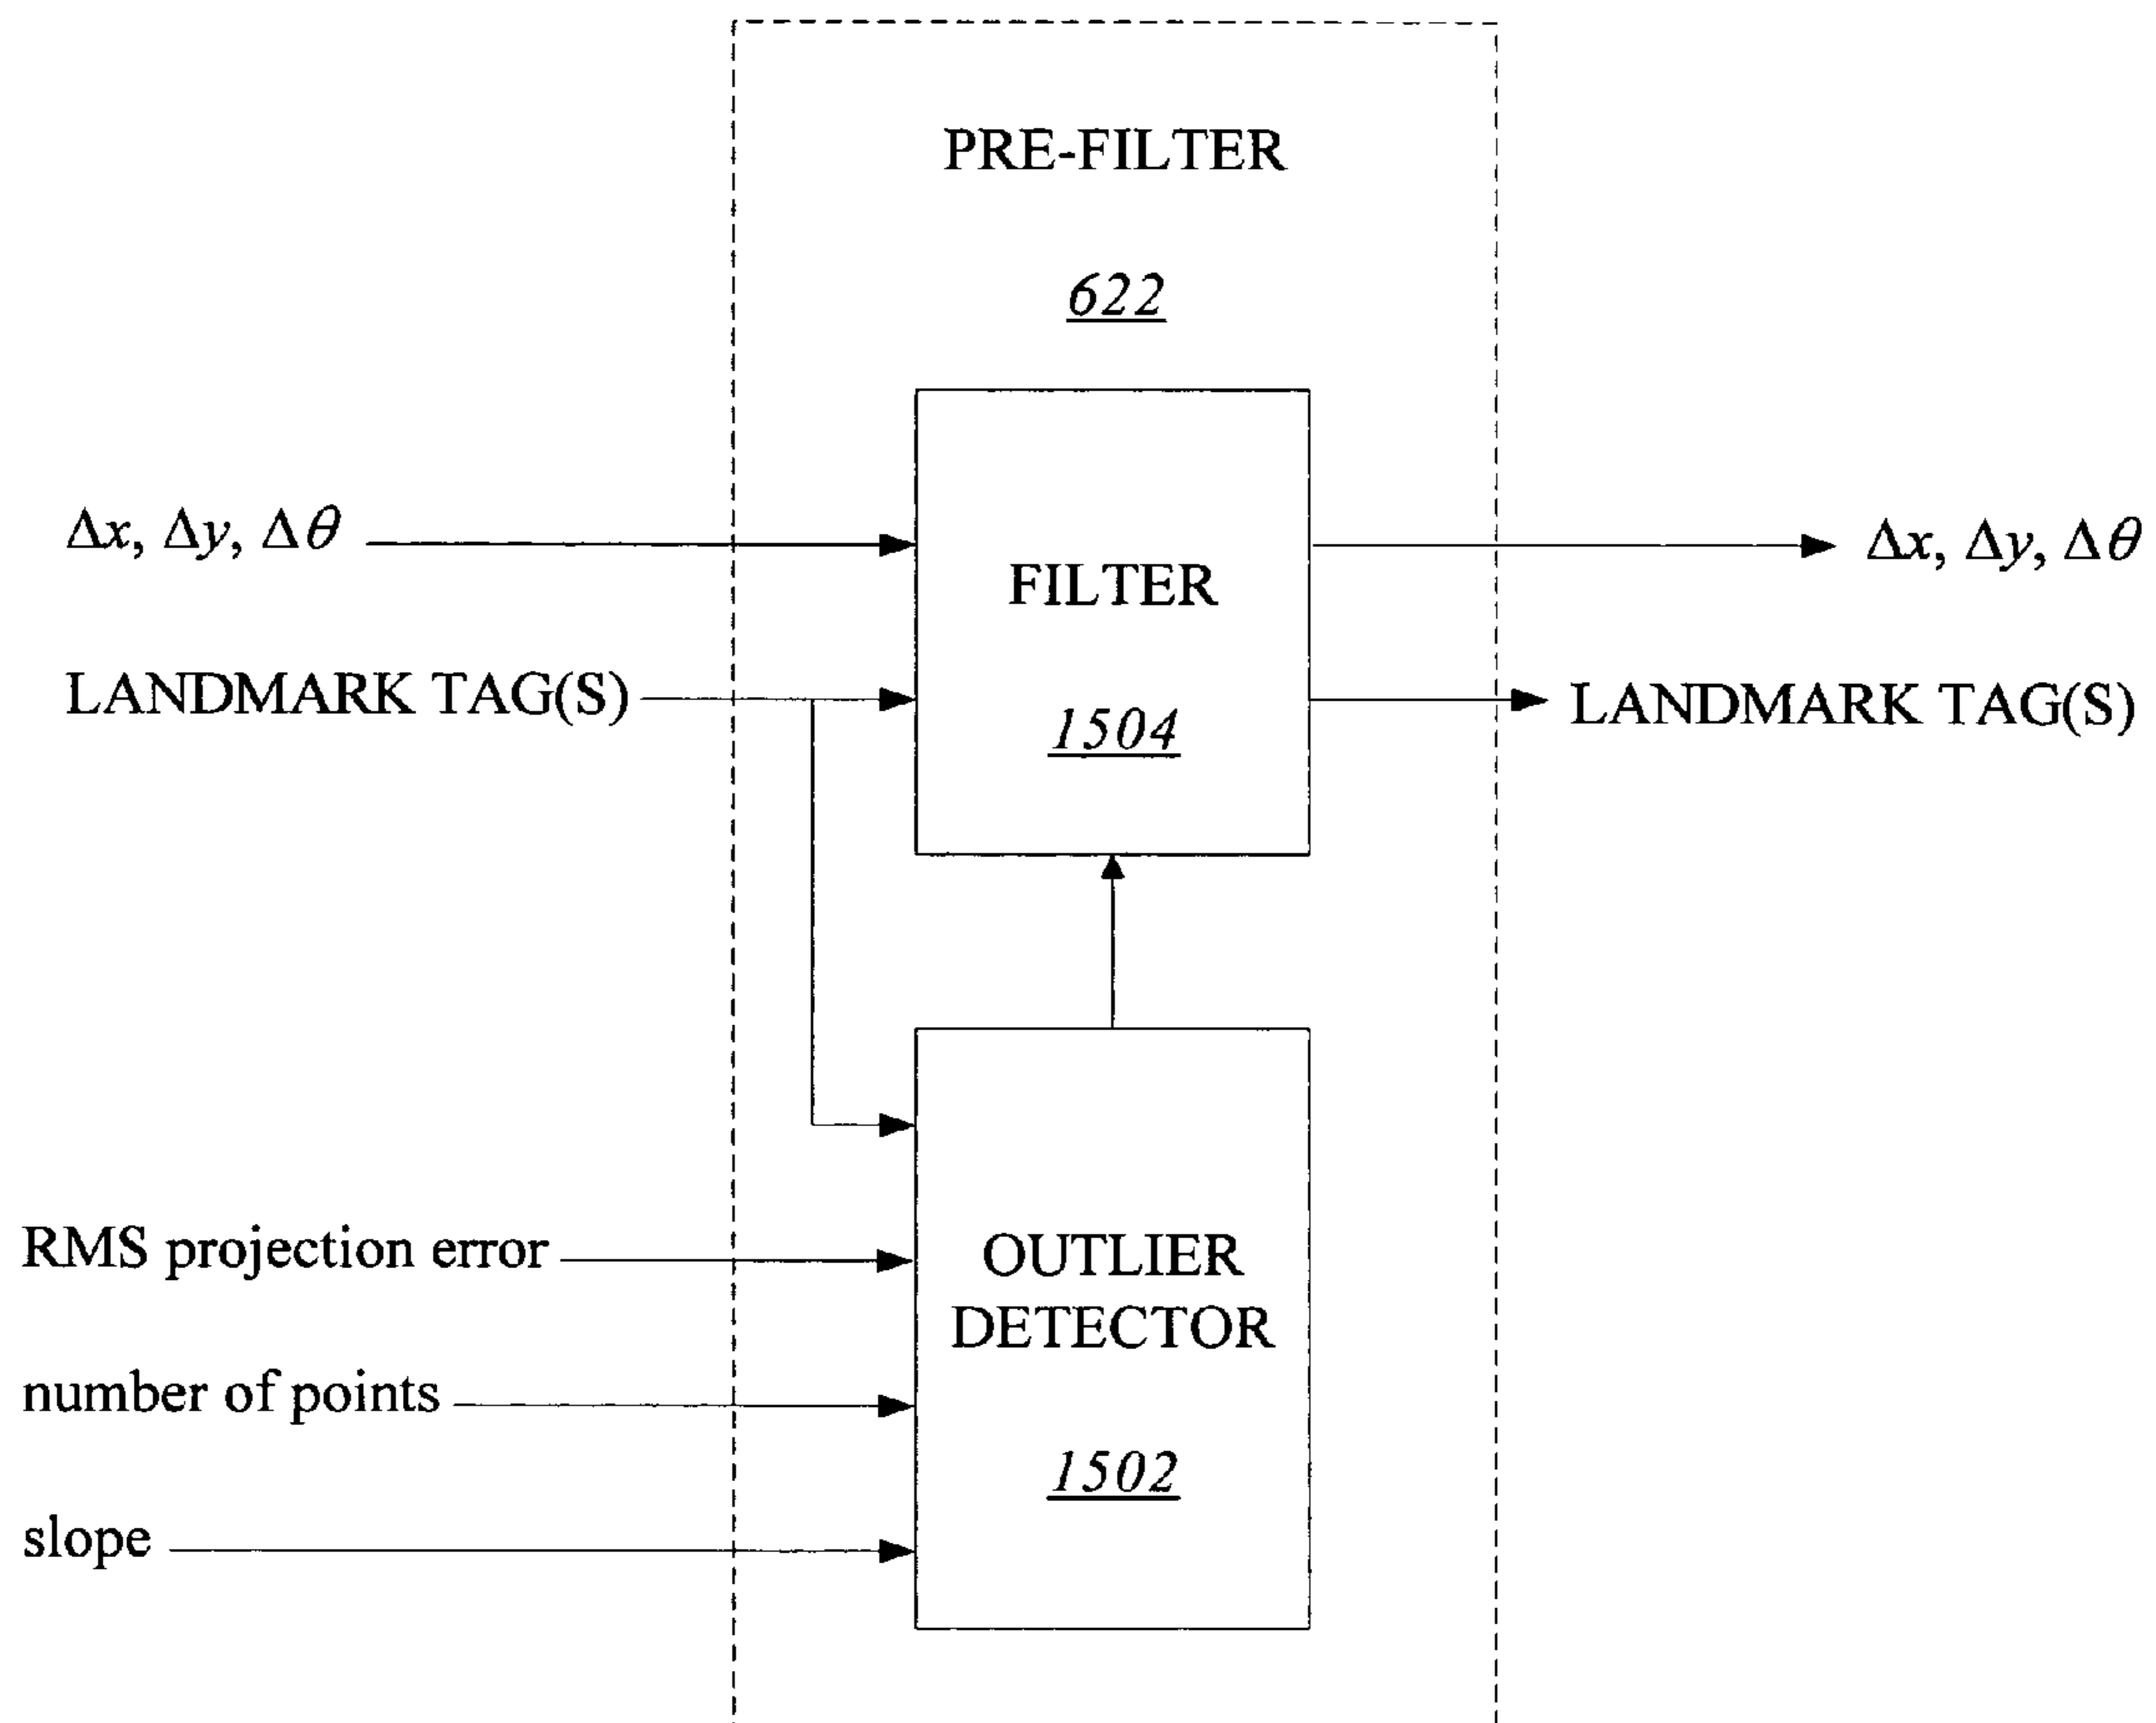 PRE-FILTER
622
Δx, Δy, Δθ
FILTER
Δx, Δy, Δθ
LANDMARK TAG(S)
1504
LANDMARK TAG(S)
RMS projection error
OUTLIER
DETECTOR
number of points
1502
slope